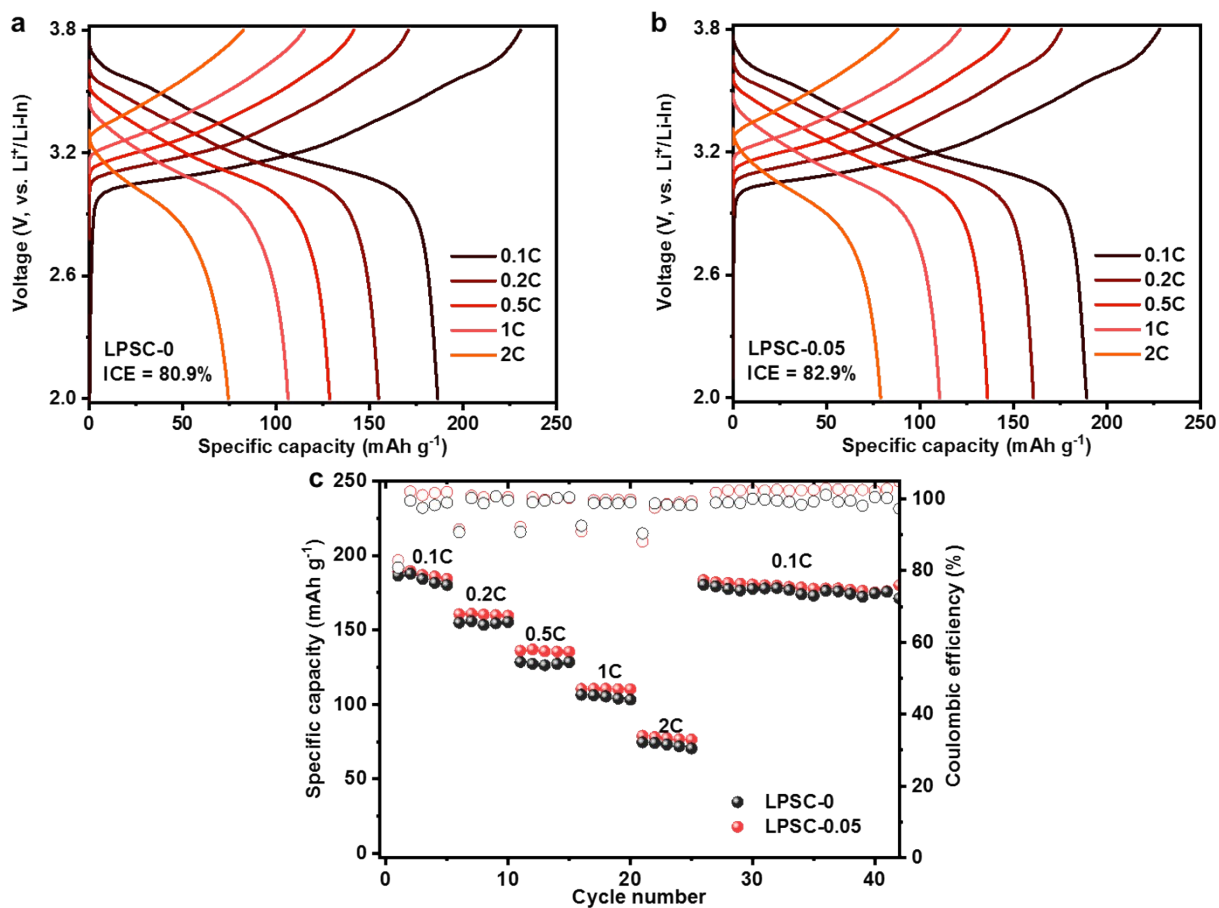 a
3.8
3.2
2.6
2.0
Voltage (V, vs. Li⁺/Li-In)
0.1C
0.2C
0.5C
1C
2C
LPSC-0
ICE = 80.9%
0 50 100 150 200 250
Specific capacity (mAh g⁻¹)
b
3.8
3.2
2.6
2.0
Voltage (V, vs. Li⁺/Li-In)
0.1C
0.2C
0.5C
1C
2C
LPSC-0.05
ICE = 82.9%
0 50 100 150 200 250
Specific capacity (mAh g⁻¹)
c
250
200
150
100
50
0
Specific capacity (mAh g⁻¹)
0.1C
0.2C
0.5C
1C
2C
0.1C
LPSC-0
LPSC-0.05
100
80
60
40
20
0
Coulombic efficiency (%)
0 10 20 30 40
Cycle number